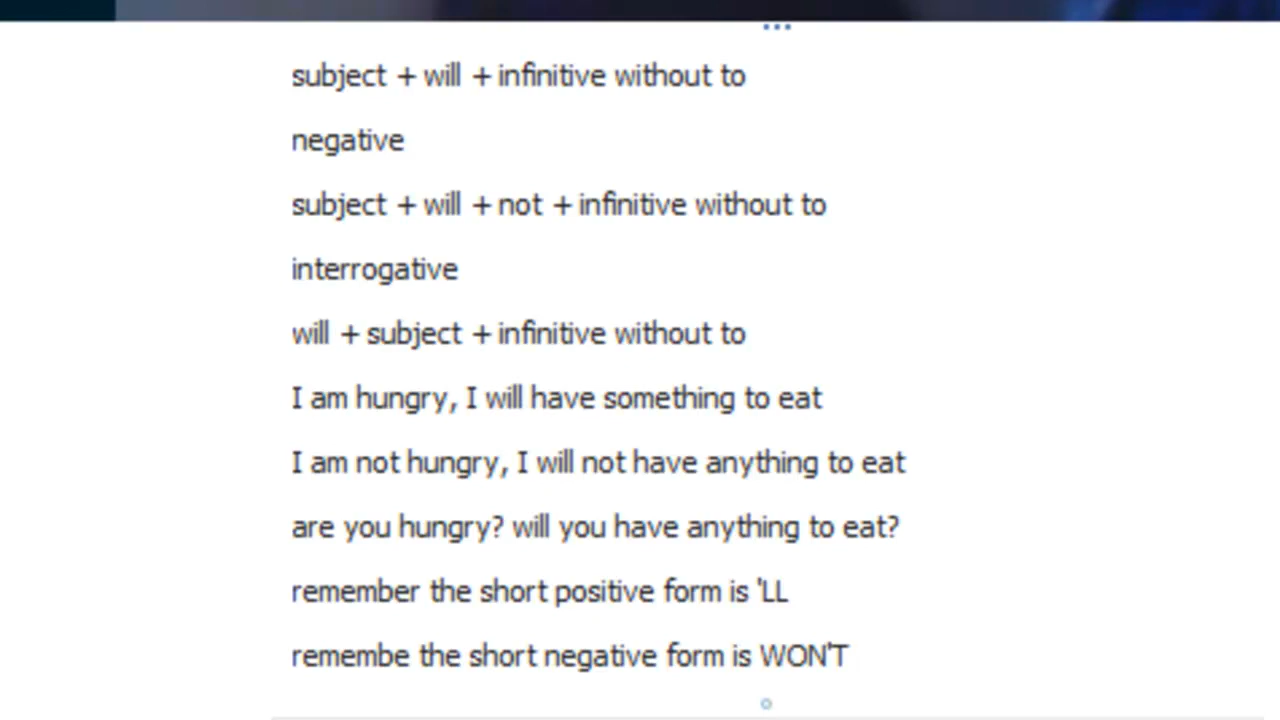 subject + will + infinitive without to
negative
subject + will + not + infinitive without to
interrogative
will + subject + infinitive without to
I am hungry, I will have something to eat
I am not hungry, I will not have anything to eat
are you hungry? will you have anything to eat?
remember the short positive form is 'LL
remembe the short negative form is WON'T